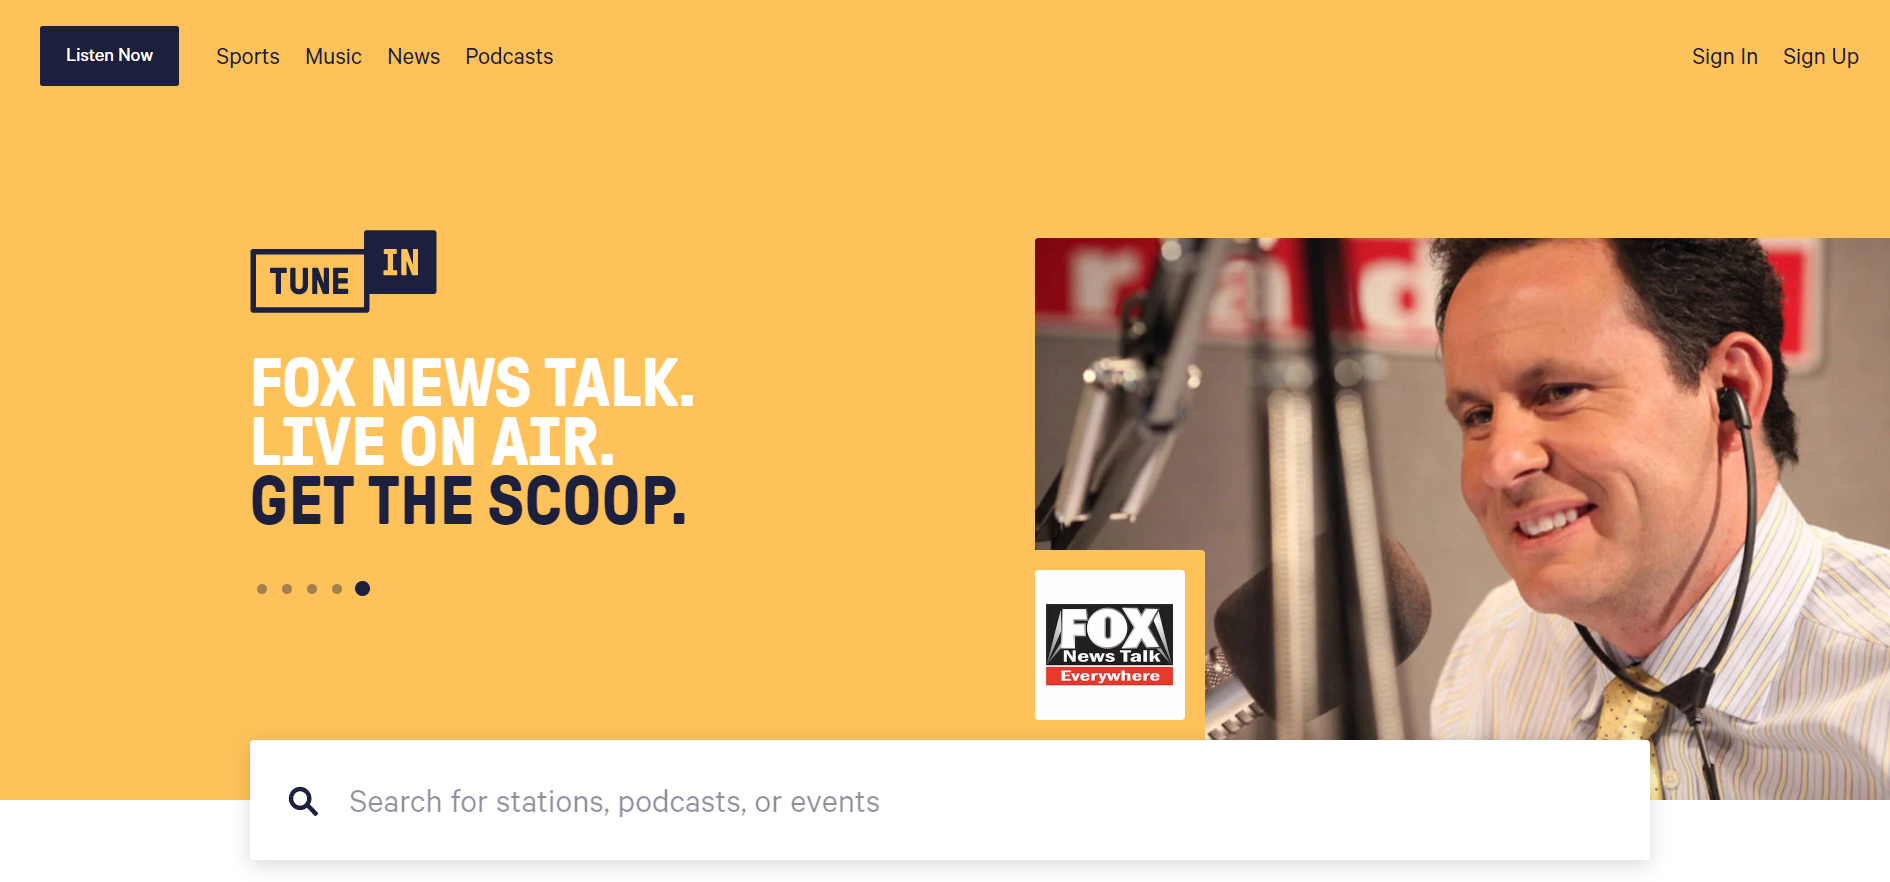 Listen Now
Sports
Music
News
Podcasts
Sign In
Sign Up
TUNE IN
FOX NEWS TALK.
LIVE ON AIR.
GET THE SCOOP.
rad
FOX
News Talk
Everywhere
Search for stations, podcasts, or events